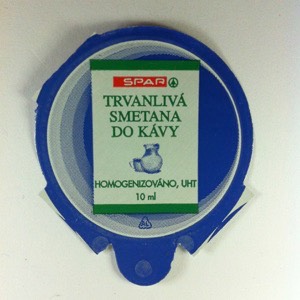 SPAR
TRVANLIVÁ
SMETANA
DO KÁVY
HOMOGENIZOVÁNO, UHT
10 ml